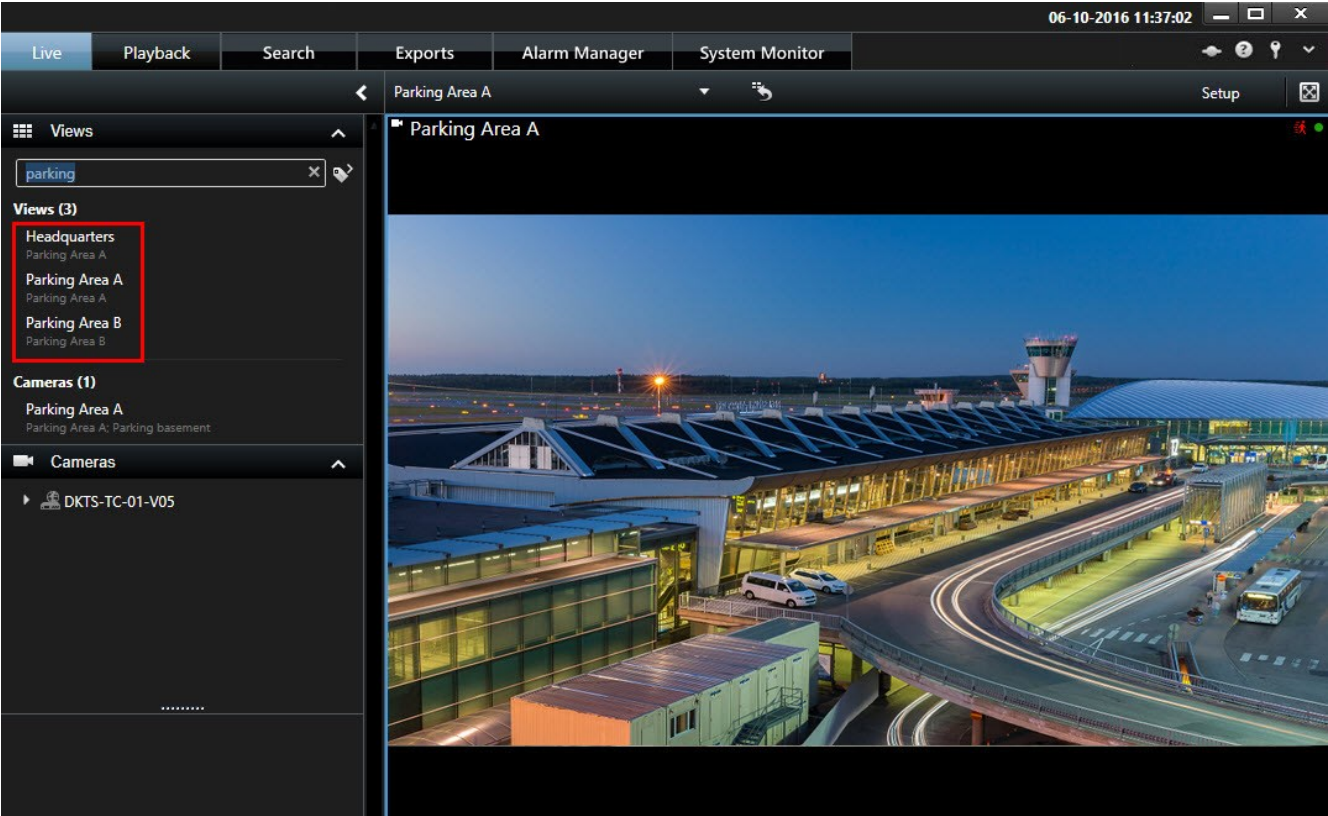 06-10-2016 11:37:02
Live Playback Search Exports Alarm Manager System Monitor
Parking Area A
Setup
Views
Parking Area A
parking
Views (3)
Headquarters
Parking Area A
Parking Area A
Parking Area A
Parking Area B
Parking Area B
Cameras (1)
Parking Area A
Parking Area A; Parking basement
Cameras
DKTS-TC-01-V05